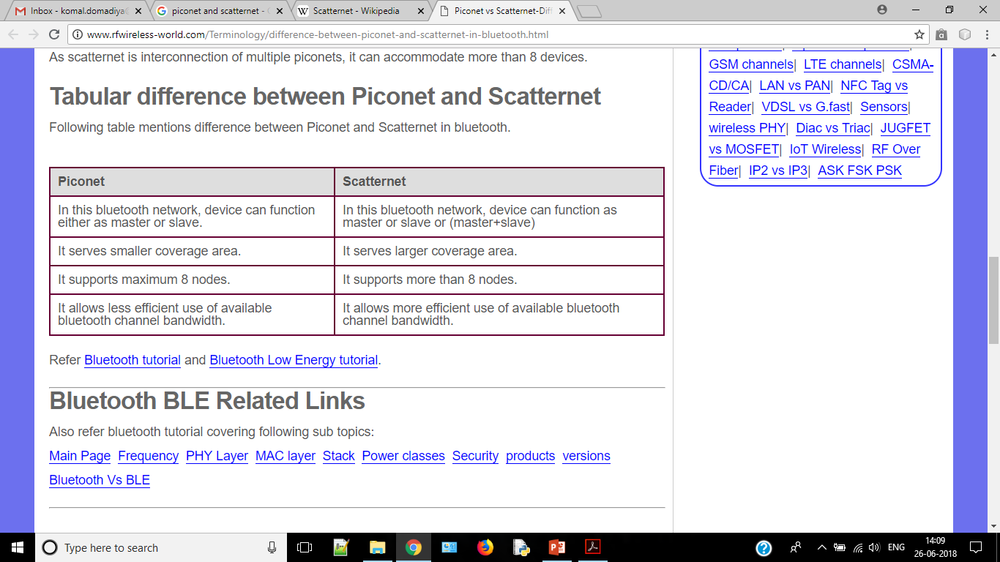 Inbox - komal.domadiya@
piconet and scatternet -
Scatternet - Wikipedia
Piconet vs Scatternet-Dif
www.rfwireless-world.com/Terminology/difference-between-piconet-and-scatternet-in-bluetooth.html
As scatternet is interconnection of multiple piconets, it can accommodate more than 8 devices.
Tabular difference between Piconet and Scatternet
Following table mentions difference between Piconet and Scatternet in bluetooth.
Piconet
Scatternet
In this bluetooth network, device can function
either as master or slave.
In this bluetooth network, device can function as
master or slave or (master+slave)
It serves smaller coverage area.
It serves larger coverage area.
It supports maximum 8 nodes.
It supports more than 8 nodes.
It allows less efficient use of available
bluetooth channel bandwidth.
It allows more efficient use of available bluetooth
channel bandwidth.
Refer Bluetooth tutorial and Bluetooth Low Energy tutorial.
Bluetooth BLE Related Links
Also refer bluetooth tutorial covering following sub topics:
Main Page Frequency PHY Layer MAC layer Stack Power classes Security products versions
Bluetooth Vs BLE
GSM channels| LTE channels| CSMA-
CD/CA| LAN vs PAN| NFC Tag vs
Reader| VDSL vs G.fast| Sensors|
wireless PHY| Diac vs Triac| JUGFET
vs MOSFET| IoT Wireless| RF Over
Fiber| IP2 vs IP3| ASK FSK PSK
Type here to search
ENG
14:09
26-06-2018